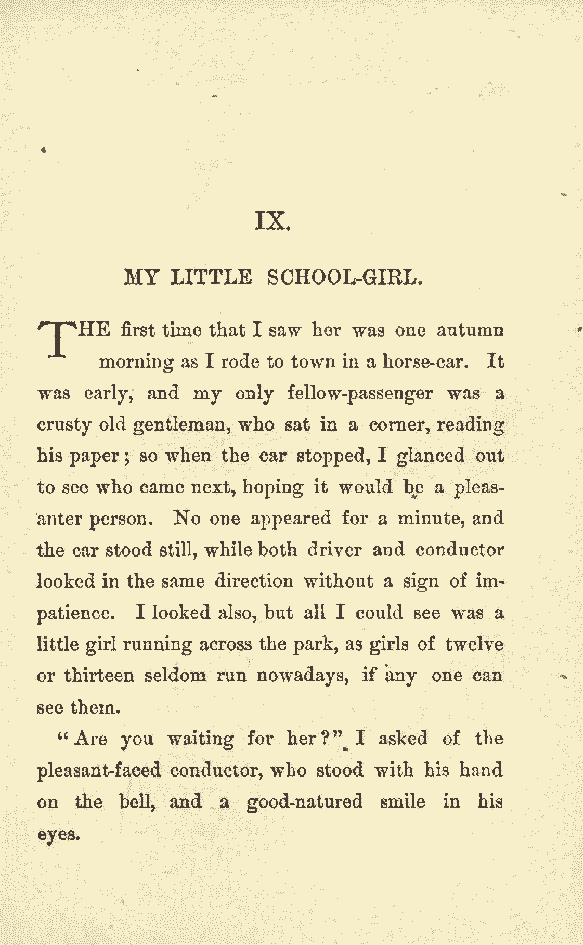 IX.
MY LITTLE SCHOOL-GIRL.
THE first time that I saw her was one autumn
morning as I rode to town in a horse-car. It
was early, and my only fellow-passenger was a
crusty old gentleman, who sat in a corner, reading
his paper; so when the car stopped, I glanced out
to see who came next, hoping it would be a pleas-
anter person. No one appeared for a minute, and
the car stood still, while both driver and conductor
looked in the same direction without a sign of im-
patience. I looked also, but all I could see was a
little girl running across the park, as girls of twelve
or thirteen seldom run nowadays, if any one can
see them.
"Are you waiting for her?" I asked of the
pleasant-faced conductor, who stood with his hand
on the bell, and a good-natured smile in his
eyes.